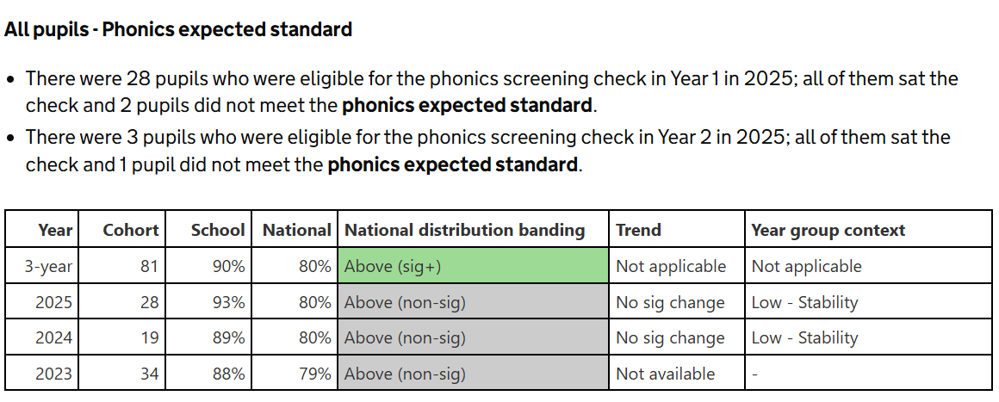 All pupils - Phonics expected standard
• There were 28 pupils who were eligible for the phonics screening check in Year 1 in 2025; all of them sat the
check and 2 pupils did not meet the phonics expected standard.
• There were 3 pupils who were eligible for the phonics screening check in Year 2 in 2025; all of them sat the
check and 1 pupil did not meet the phonics expected standard.
Year Cohort School National National distribution banding Trend Year group context
3-year 81 90% 80% Above (sig+) Not applicable Not applicable
2025 28 93% 80% Above (non-sig) No sig change Low - Stability
2024 19 89% 80% Above (non-sig) No sig change Low - Stability
2023 34 88% 79% Above (non-sig) Not available -